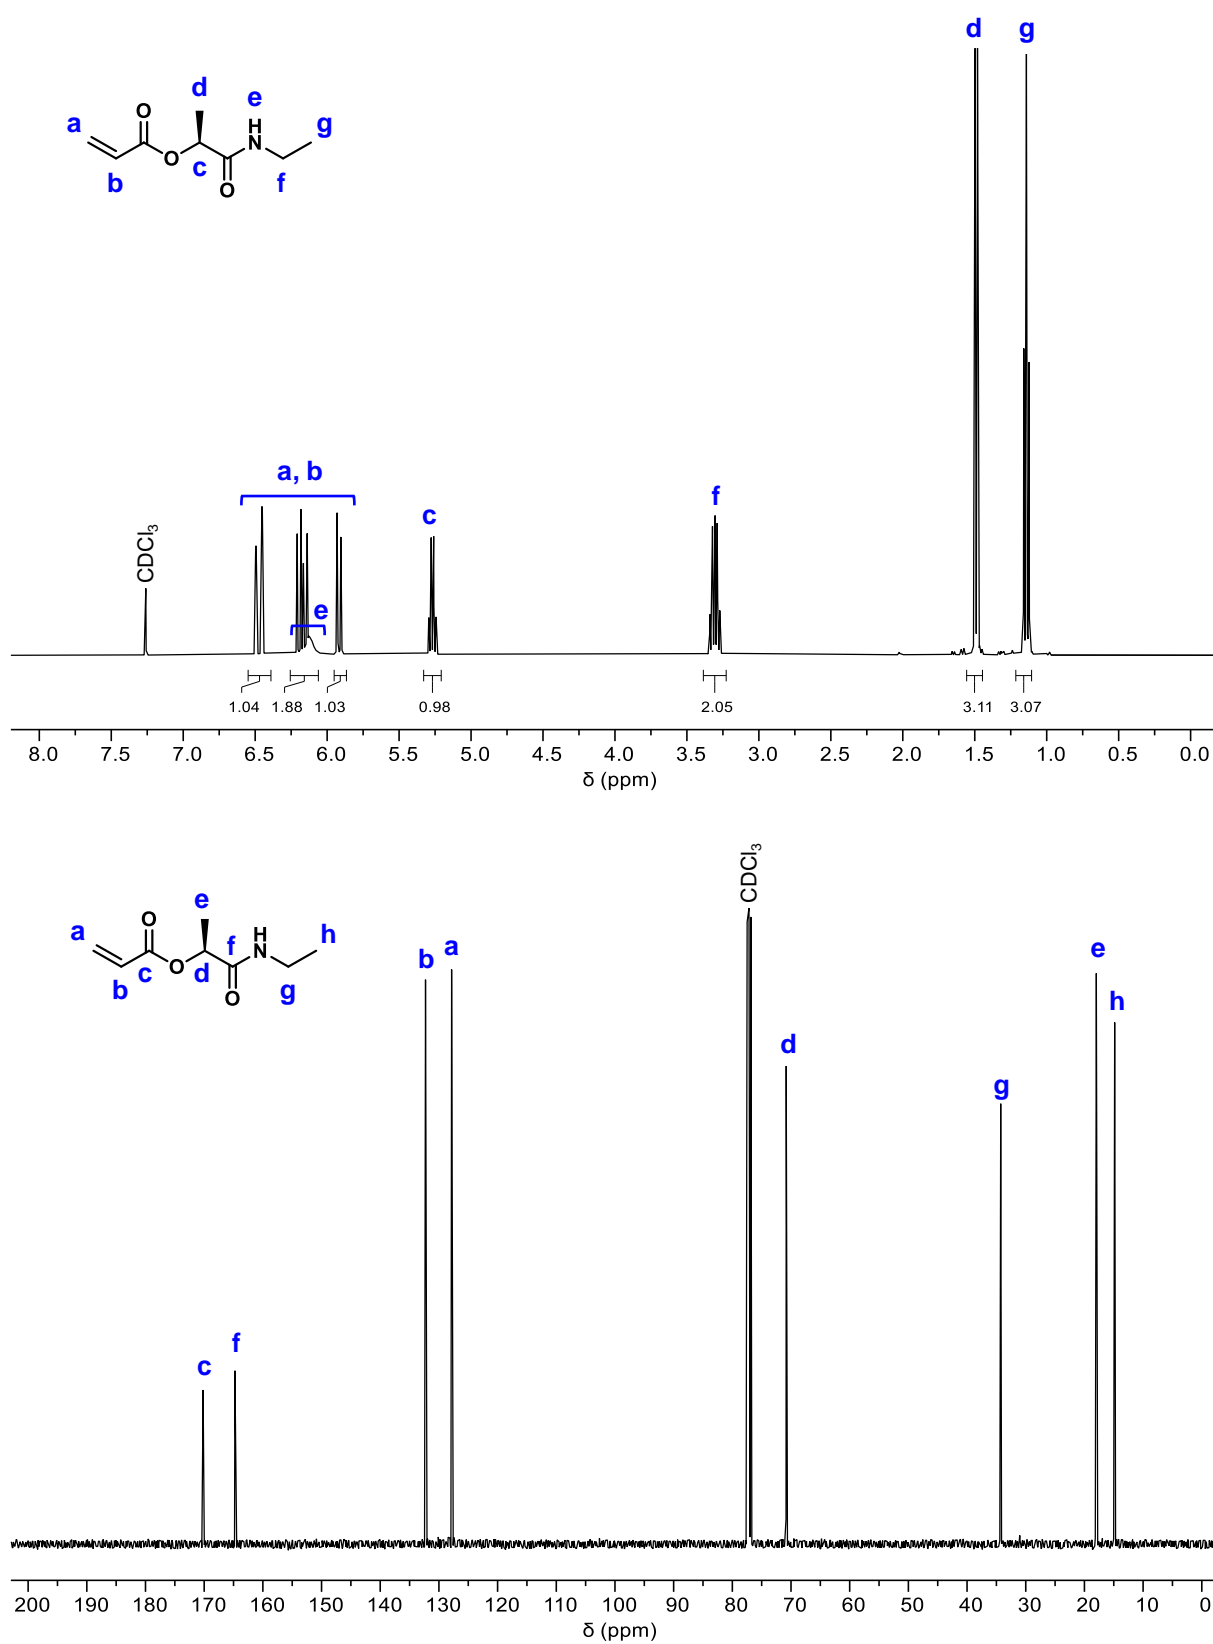 d g
d
e
a O H g
N
O c
b O f
a, b
f
c
CDCl3
e
1.04 1.88 1.03 0.98 2.05 3.11 3.07
8.0 7.5 7.0 6.5 6.0 5.5 5.0 4.5 4.0 3.5 3.0 2.5 2.0 1.5 1.0 0.5 0.0
δ (ppm)
CDCl3
e
a O f H h
N
O
b c d O g
b a
e
h
d
g
f
c
200 190 180 170 160 150 140 130 120 110 100 90 80 70 60 50 40 30 20 10 0
δ (ppm)